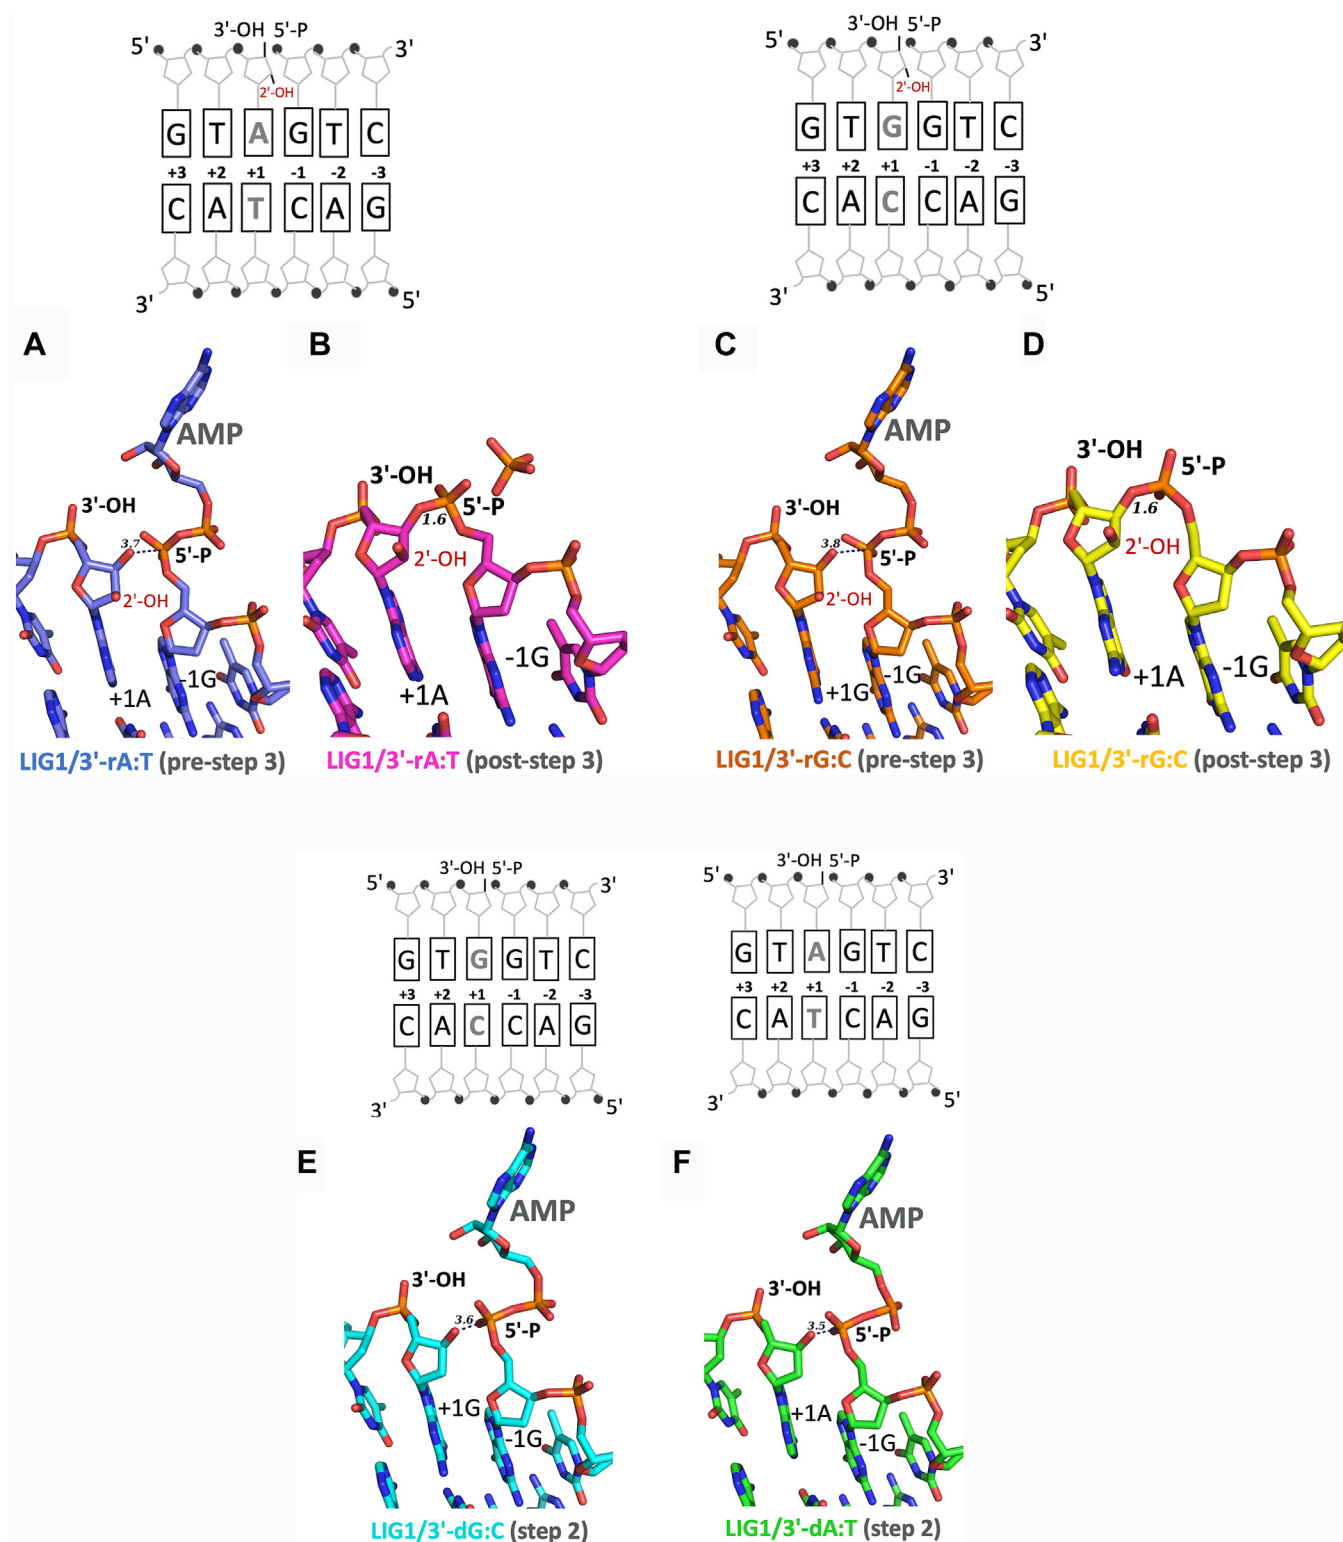 3'-OH 5'-P
5' 3'
2'-OH
G T A G T C
+3 +2 +1 -1 -2 -3
C A T C A G
3' 5'
3'-OH 5'-P
5' 3'
2'-OH
G T G G T C
+3 +2 +1 -1 -2 -3
C A C C A G
3' 5'
A
AMP
3'-OH
3.7
5'-P
2'-OH
-1G
+1A
LIG1/3'-rA:T (pre-step 3)
B
3'-OH
5'-P
1.6
2'-OH
-1G
+1A
LIG1/3'-rA:T (post-step 3)
C
AMP
3'-OH
3.8
5'-P
2'-OH
-1G
+1G
LIG1/3'-rG:C (pre-step 3)
D
3'-OH
5'-P
1.6
2'-OH
-1G
+1A
LIG1/3'-rG:C (post-step 3)
3'-OH 5'-P
5' 3'
G T G G T C
+3 +2 +1 -1 -2 -3
C A C C A G
3' 5'
3'-OH 5'-P
5' 3'
G T A G T C
+3 +2 +1 -1 -2 -3
C A T C A G
3' 5'
E
AMP
3'-OH
3.6
5'-P
+1G
-1G
LIG1/3'-dG:C (step 2)
F
AMP
3'-OH
3.5
5'-P
+1A
-1G
LIG1/3'-dA:T (step 2)